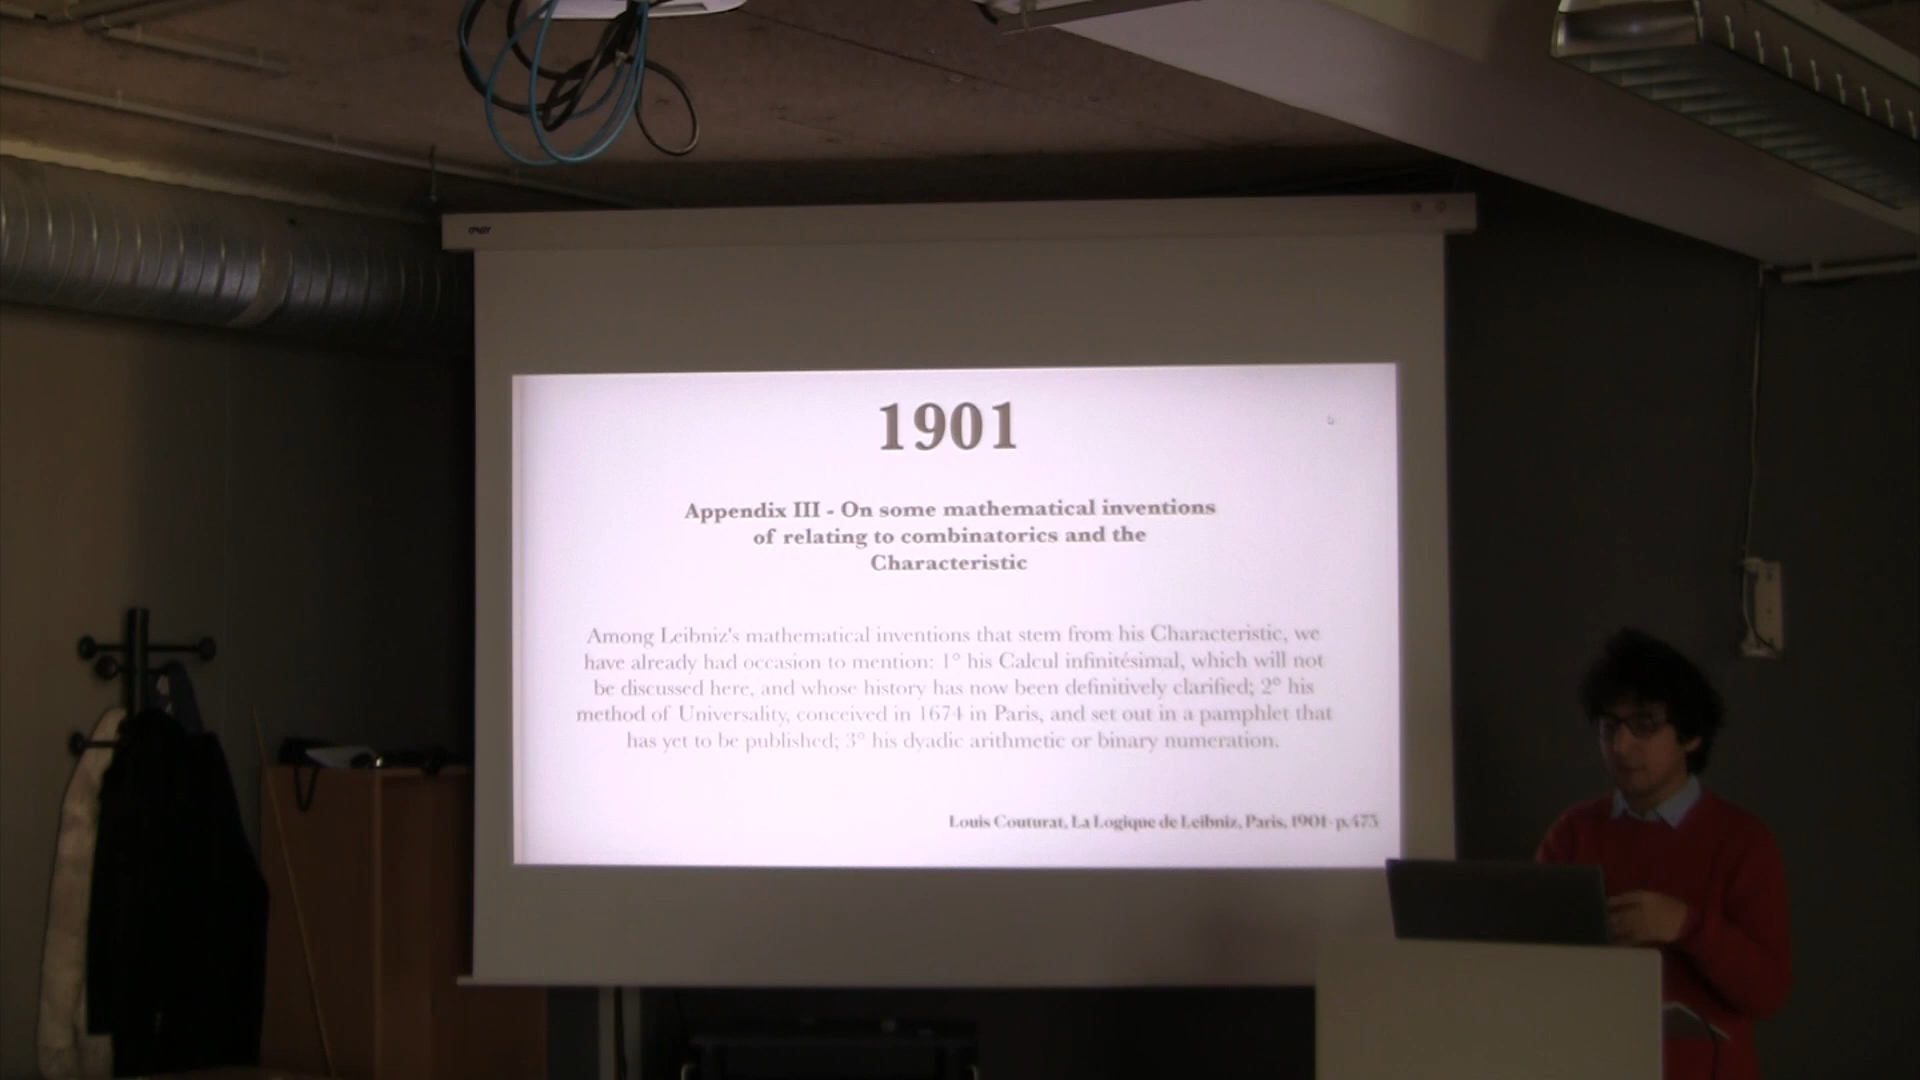 1901
Appendix III - On some mathematical inventions
of relating to combinatorics and the
Characteristic
Among Leibniz's mathematical inventions that stem from his Characteristic, we
have already had occasion to mention: 1° his Calcul infinitésimal, which will not
be discussed here, and whose history has now been definitively clarified; 2° his
method of Universality, conceived in 1674 in Paris, and set out in a pamphlet that
has yet to be published; 3° his dyadic arithmetic or binary numeration.
Louis Couturat, La Logique de Leibniz, Paris, 1901- p.473